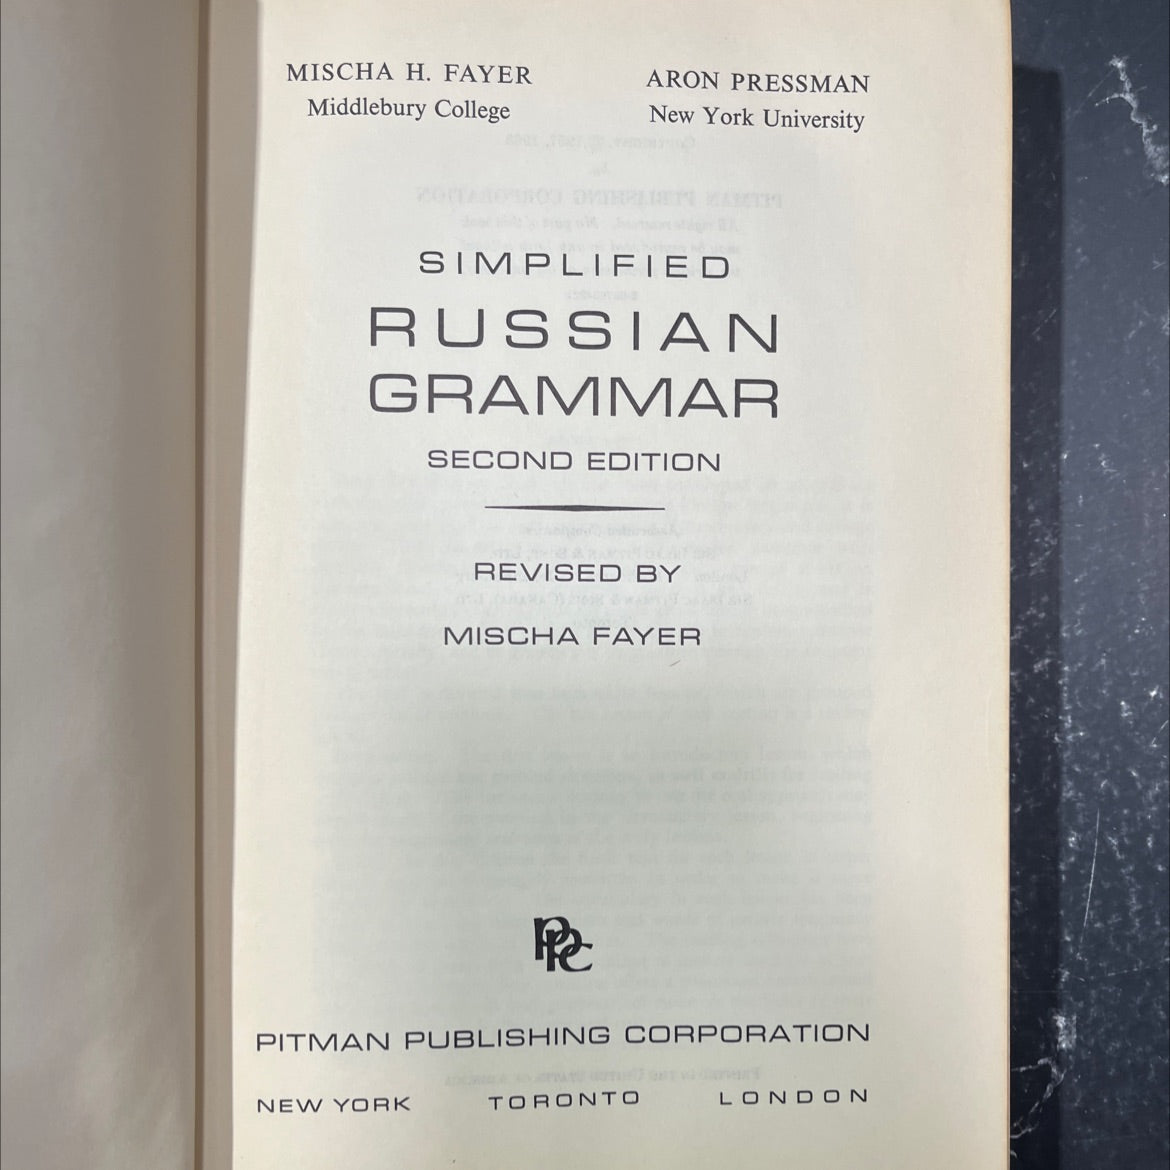 MISCHA H. FAYER
Middlebury College
ARON PRESSMAN
New York University
SIMPLIFIED
RUSSIAN
GRAMMAR
SECOND EDITION
REVISED BY
MISCHA FAYER
PPC
PITMAN PUBLISHING CORPORATION
NEW YORK TORONTO LONDON